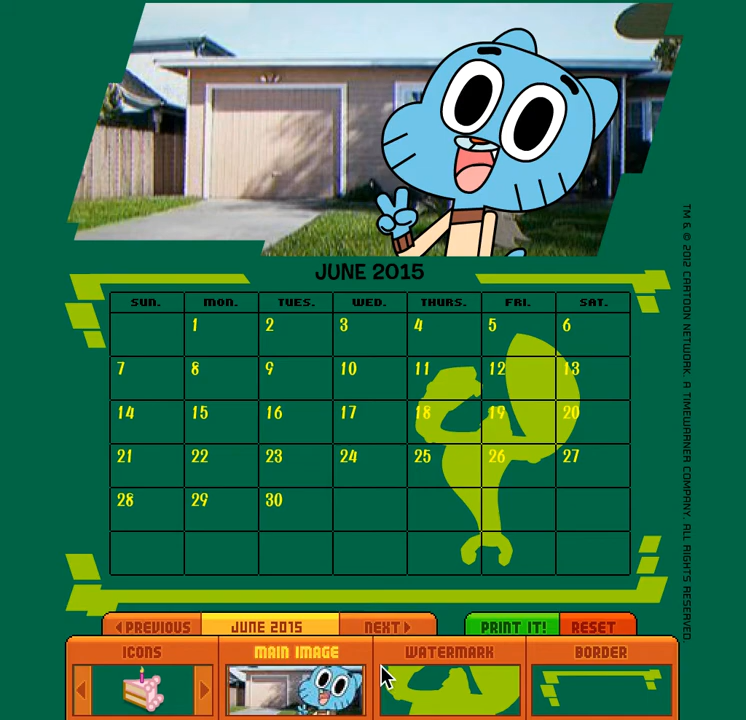 JUNE 2015
SUN. MON. TUES. WED. THURS. FRI. SAT.
1 2 3 4 5 6
7 8 9 10 11 12 13
14 15 16 17 18 19 20
21 22 23 24 25 26 27
28 29 30
TM & © 2012 CARTOON NETWORK. A TIMEWARNER COMPANY. ALL RIGHTS RESERVED
PREVIOUS JUNE 2015 NEXT PRINT IT! RESET
ICONS MAIN IMAGE WATERMARK BORDER